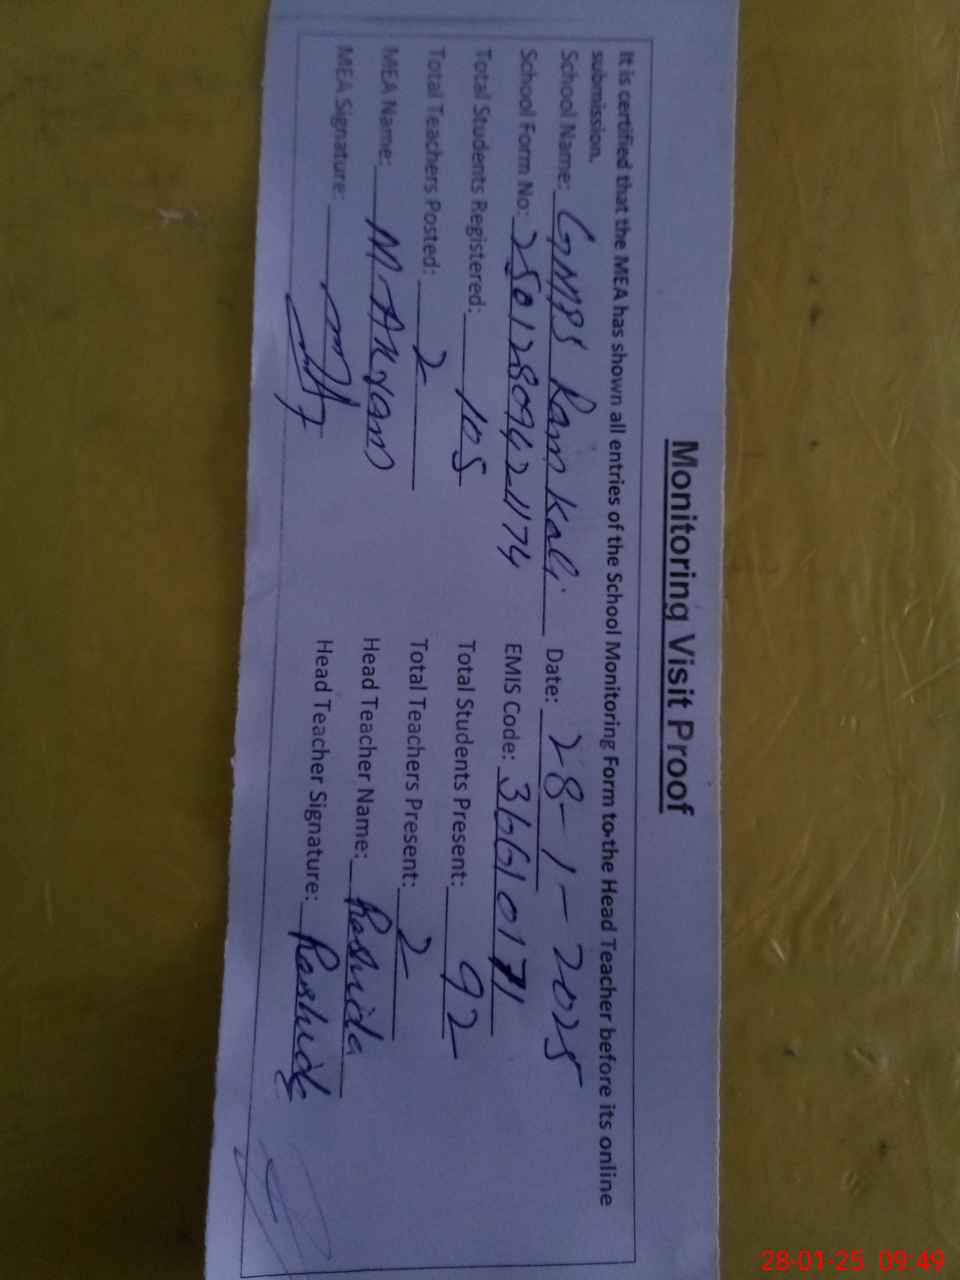 Monitoring Visit Proof
It is certified that the MEA has shown all entries of the School Monitoring Form to the Head Teacher before its online
submission.
School Name: GMPS Ram Kali Date: 28-1-2025
School Form No: 25012809421174 EMIS Code: 36610171
Total Students Registered: 105 Total Students Present: 92
Total Teachers Posted: 2 Total Teachers Present: 2
MEA Name: M Head Teacher Name: Rashida
MEA Signature: Head Teacher Signature: Rashida
28-01-25 09:49